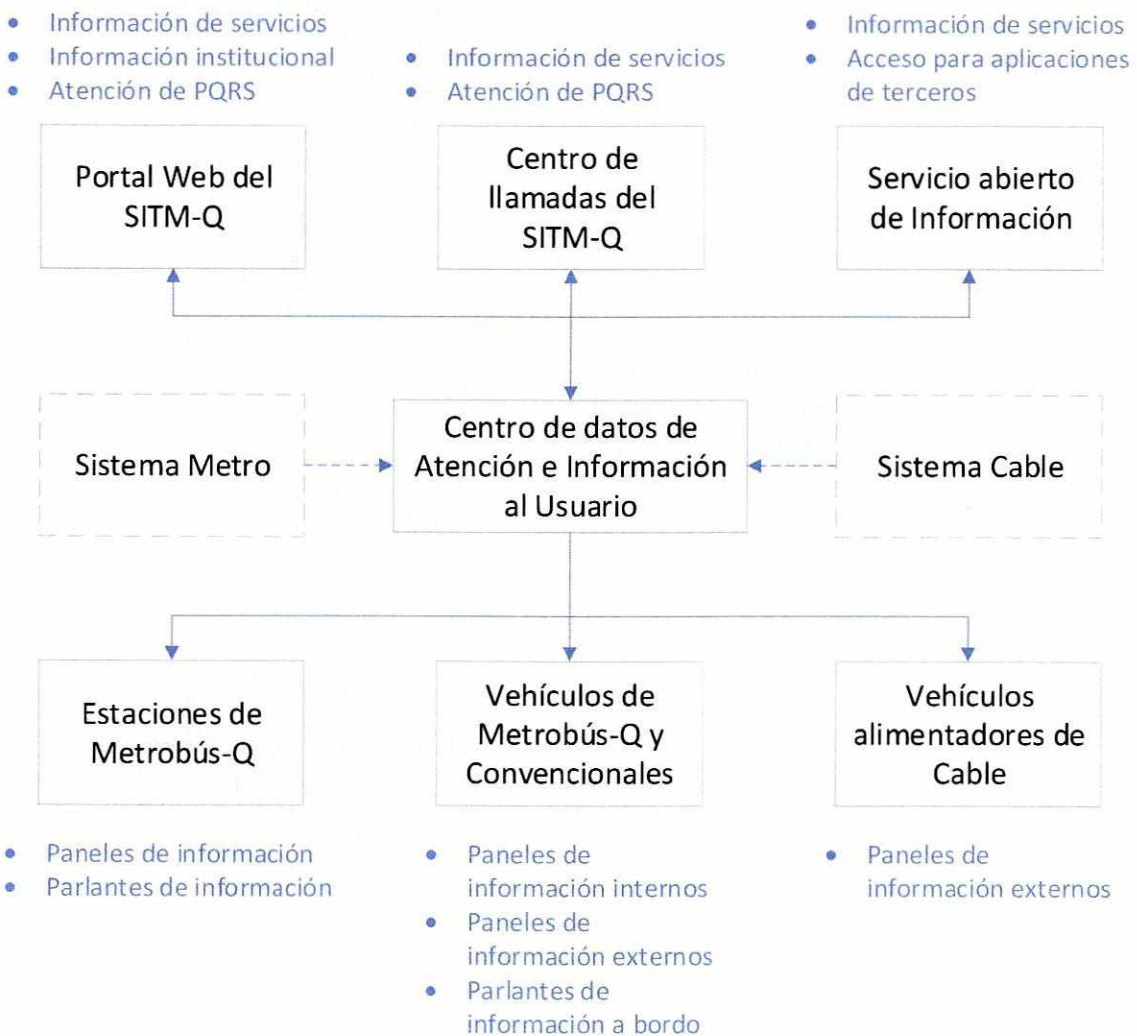 • Información de servicios
• Información institucional
• Atención de PQRS
• Información de servicios
• Atención de PQRS
• Información de servicios
• Acceso para aplicaciones
de terceros
Portal Web del
SITM-Q
Centro de
llamadas del
SITM-Q
Servicio abierto
de Información
Sistema Metro
Centro de datos de
Atención e Información
al Usuario
Sistema Cable
Estaciones de
Metrobús-Q
Vehículos de
Metrobús-Q y
Convencionales
Vehículos
alimentadores de
Cable
• Paneles de información
• Parlantes de información
• Paneles de
información internos
• Paneles de
información externos
• Parlantes de
información a bordo
• Paneles de
información externos